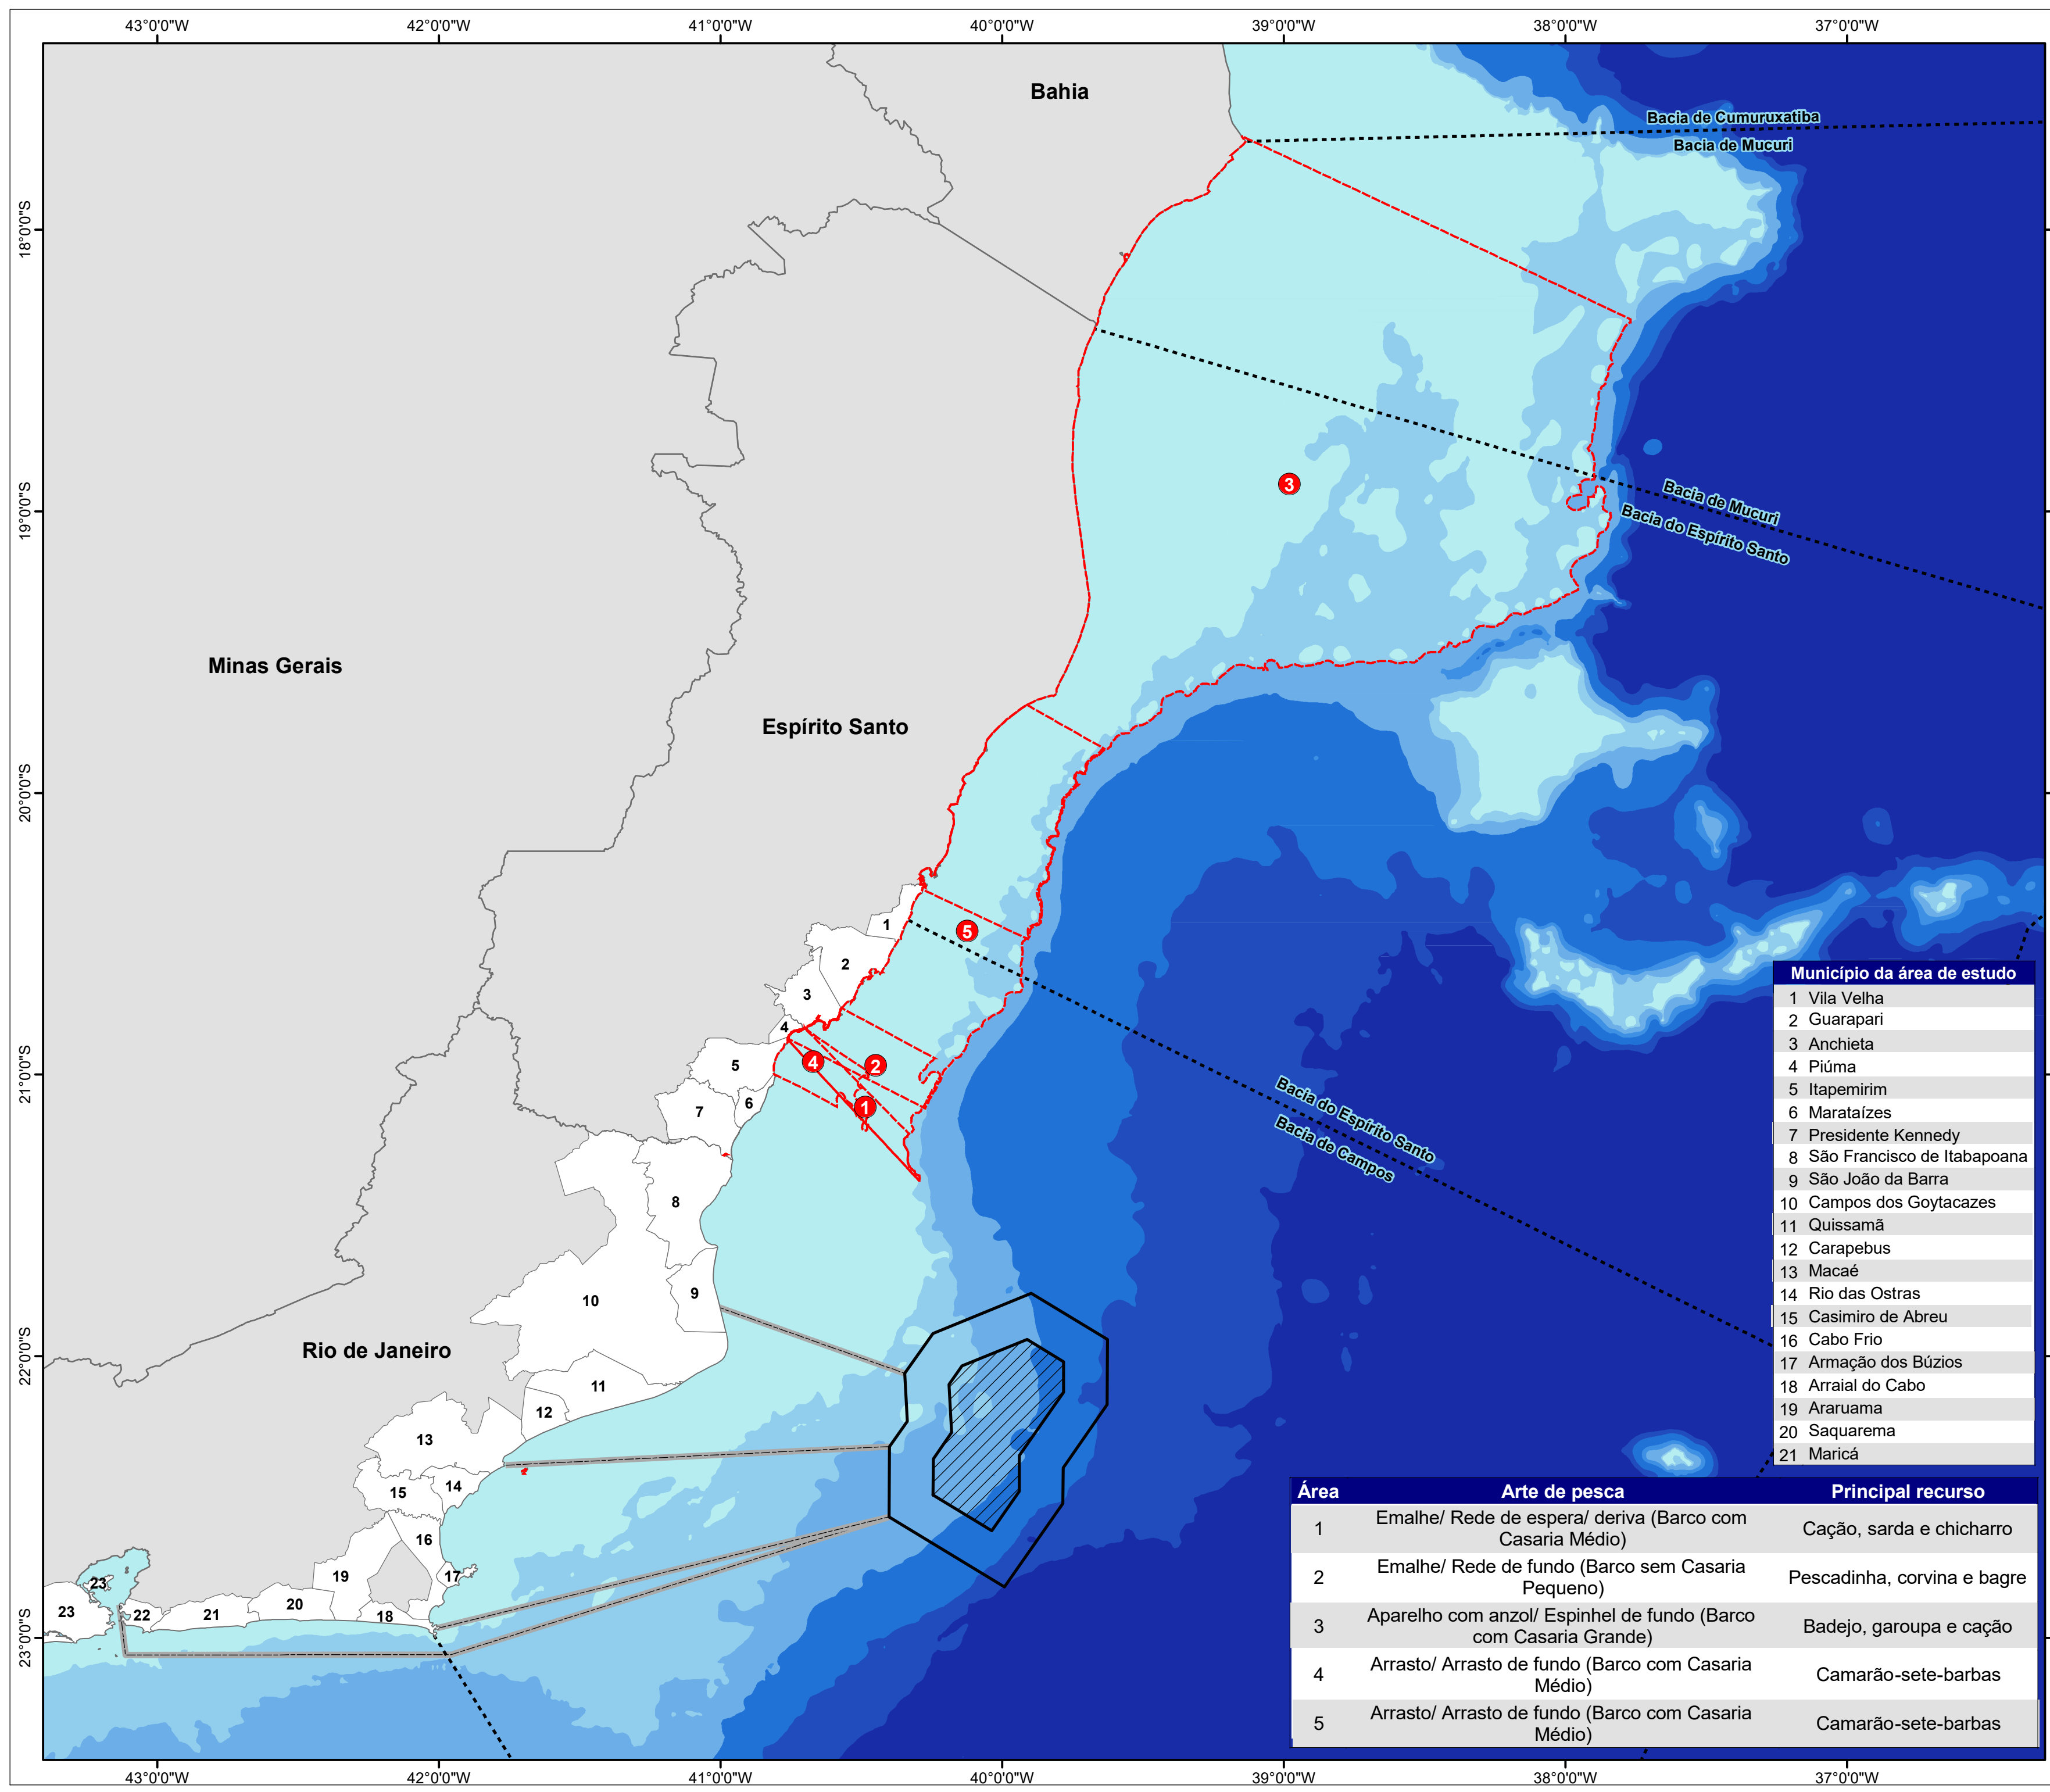 43°0'0"W
42°0'0"W
41°0'0"W
40°0'0"W
39°0'0"W
38°0'0"W
37°0'0"W
18°0'0"S
19°0'0"S
20°0'0"S
21°0'0"S
22°0'0"S
23°0'0"S
Bahia
Bacia de Cumuruxatiba
Bacia de Mucuri
3
Bacia de Mucuri
Bacia do Espírito Santo
Minas Gerais
Espírito Santo
1
5
2
3
4
4
2
5
1
6
7
Bacia do Espírito Santo
Bacia de Campos
8
9
10
Rio de Janeiro
11
12
13
14
15
16
17
19
18
20
21
22
23
23
Município da área de estudo
1 Vila Velha
2 Guarapari
3 Anchieta
4 Piúma
5 Itapemirim
6 Marataízes
7 Presidente Kennedy
8 São Francisco de Itabapoana
9 São João da Barra
10 Campos dos Goytacazes
11 Quissamã
12 Carapebus
13 Macaé
14 Rio das Ostras
15 Casimiro de Abreu
16 Cabo Frio
17 Armação dos Búzios
18 Arraial do Cabo
19 Araruama
20 Saquarema
21 Maricá
Área Arte de pesca Principal recurso
1 Emalhe/ Rede de espera/ deriva (Barco com
Casaria Médio) Cação, sarda e chicharro
2 Emalhe/ Rede de fundo (Barco sem Casaria
Pequeno) Pescadinha, corvina e bagre
3 Aparelho com anzol/ Espinhel de fundo (Barco
com Casaria Grande) Badejo, garoupa e cação
4 Arrasto/ Arrasto de fundo (Barco com Casaria
Médio) Camarão-sete-barbas
5 Arrasto/ Arrasto de fundo (Barco com Casaria
Médio) Camarão-sete-barbas
43°0'0"W
42°0'0"W
41°0'0"W
40°0'0"W
39°0'0"W
38°0'0"W
37°0'0"W